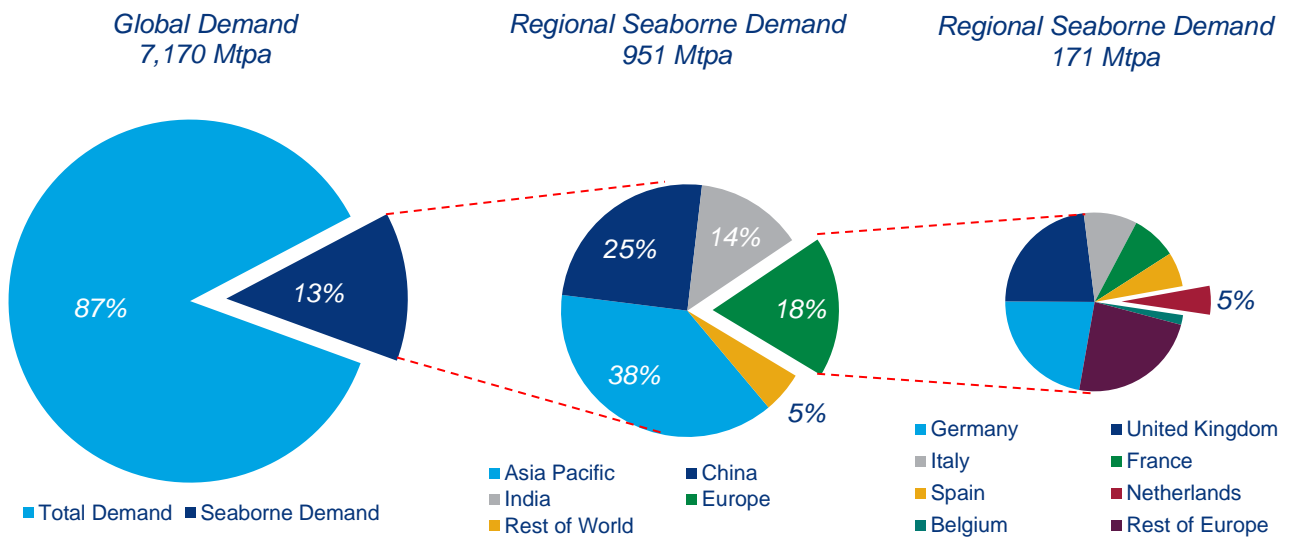 Global Demand
7,170 Mtpa
Regional Seaborne Demand
951 Mtpa
Regional Seaborne Demand
171 Mtpa
87%
13%
25%
14%
18%
38%
5%
5%
Total Demand
Seaborne Demand
Asia Pacific
China
India
Europe
Rest of World
Germany
United Kingdom
Italy
France
Spain
Netherlands
Belgium
Rest of Europe